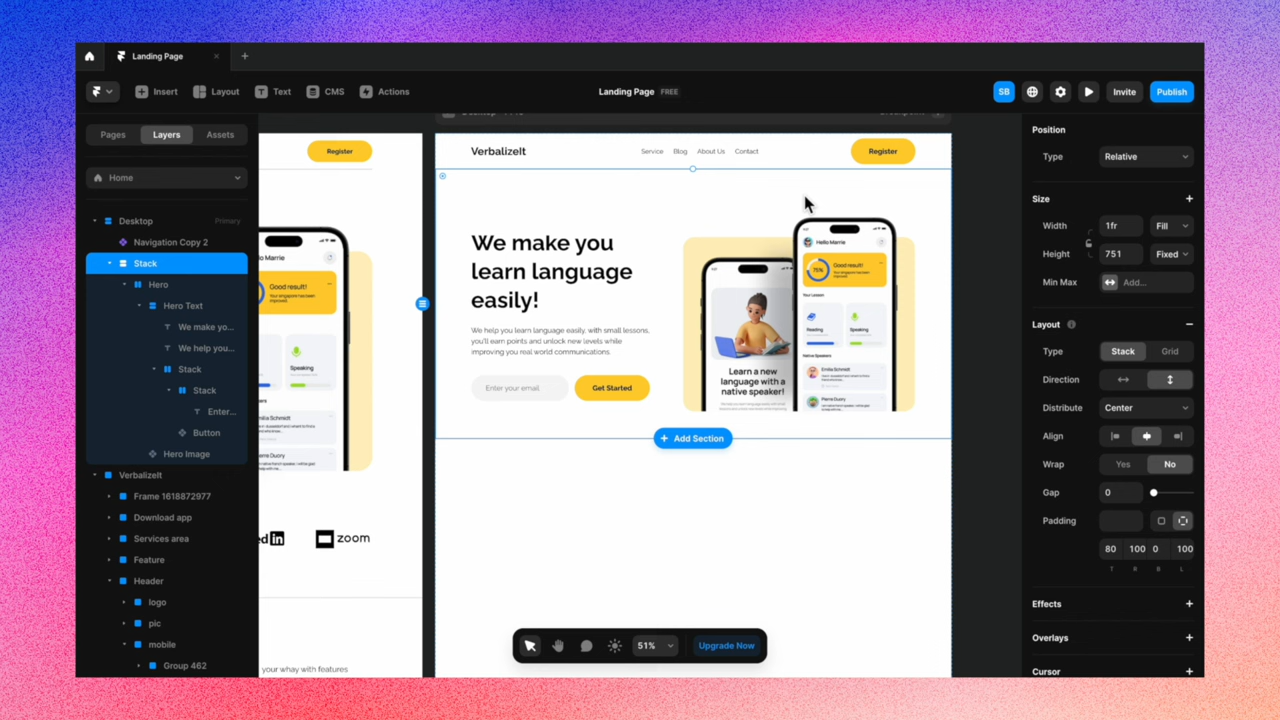 Landing Page
Insert
Layout
Text
CMS
Actions
Landing Page FREE
SB
Invite
Publish
Pages
Layers
Assets
Home
Desktop
Primary
Navigation Copy 2
Stack
Hero
Hero Text
We make yo...
We help you...
Stack
Stack
Enter...
Button
Hero Image
VerbalizeIt
Frame 1618872977
Download app
Services area
Feature
Header
logo
pic
mobile
Group 462
Register
Good result!
Speaking
zoom
your whay with features
VerbalizeIt
Service
Blog
About Us
Contact
Register
We make you
learn language
easily!
We help you learn language easily, with small lessons,
you'll earn points and unlock new levels while
improving you real world communications.
Enter your email
Get Started
Learn a new
language with a
native speaker!
Hello Marrie
75%
Good result!
Your Lesson
Reading
Speaking
Native Speakers
Emilia Schmidt
Pierre Duory
Add Section
51%
Upgrade Now
Position
Type
Relative
Size
Width
1fr
Fill
Height
751
Fixed
Min Max
Add...
Layout
Type
Stack
Grid
Direction
Distribute
Center
Align
Wrap
Yes
No
Gap
0
Padding
80
100
0
100
T
R
B
L
Effects
Overlays
Cursor